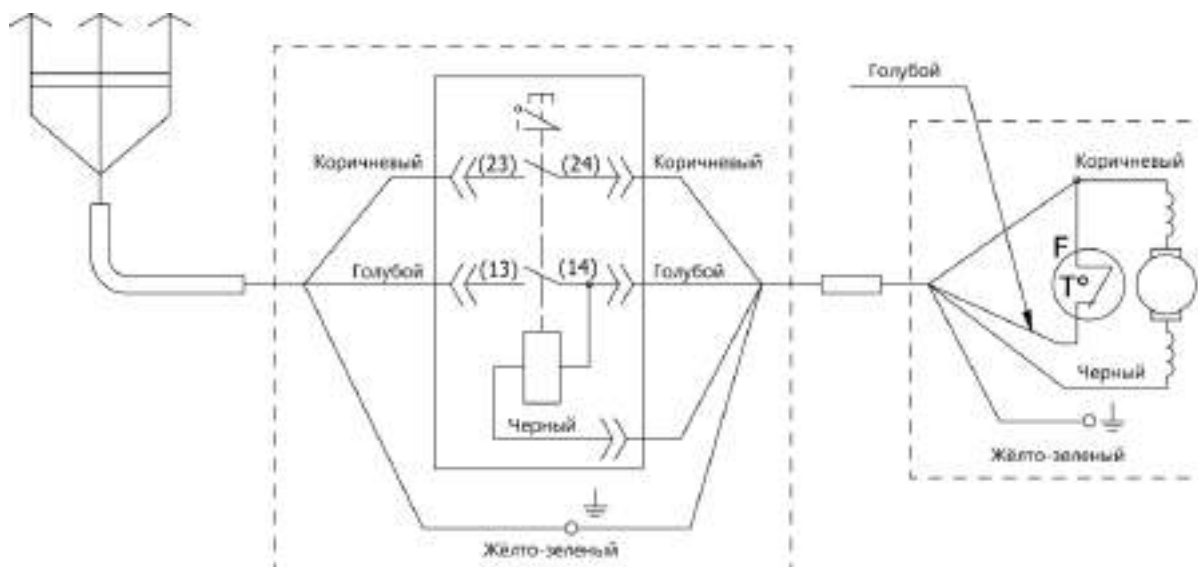 Голубой
Коричневый
(23)
(24)
Коричневый
Коричневый
F
T°
Голубой
(13)
(14)
Голубой
Черный
Черный
Жёлто-зеленый
Жёлто-зеленый